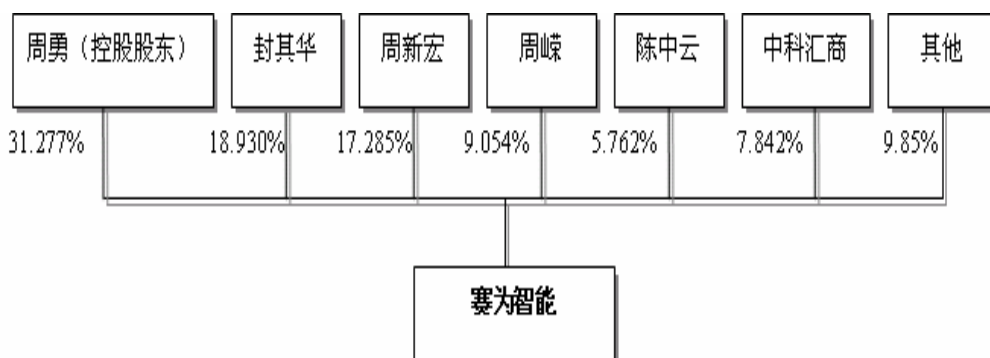 周勇（控股股东） 封其华 周新宏 周嵘 陈中云 中科汇商 其他
31.277% 18.930% 17.285% 9.054% 5.762% 7.842% 9.85%
赛为智能